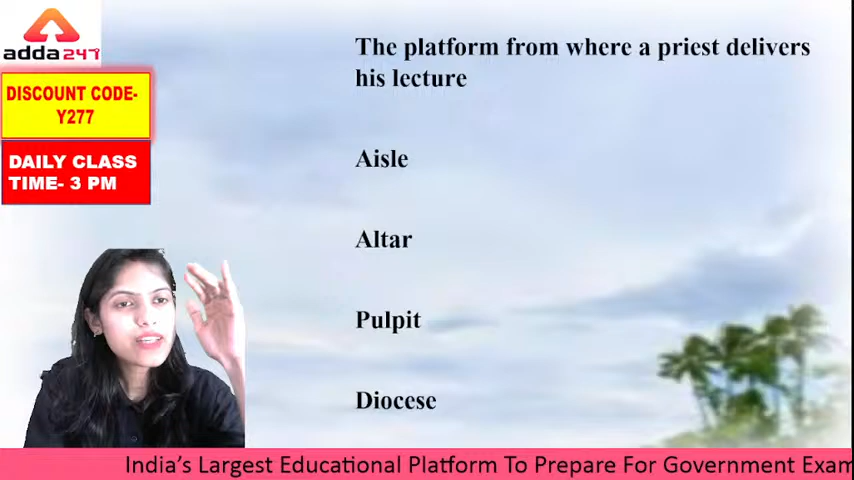 adda247
DISCOUNT CODE-
Y277
DAILY CLASS
TIME- 3 PM
The platform from where a priest delivers
his lecture
Aisle
Altar
Pulpit
Diocese
India's Largest Educational Platform To Prepare For Government Exam